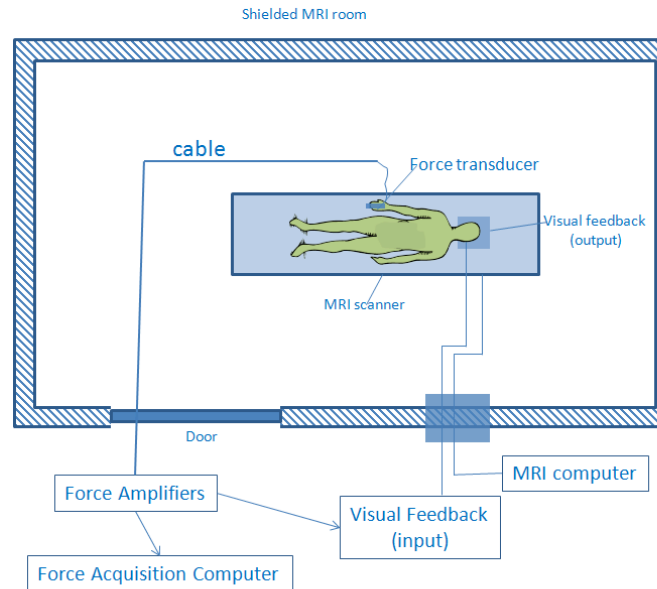 Shielded MRI room
cable
Force transducer
Visual feedback
(output)
MRI scanner
Door
MRI computer
Force Amplifiers
Visual Feedback
(input)
Force Acquisition Computer